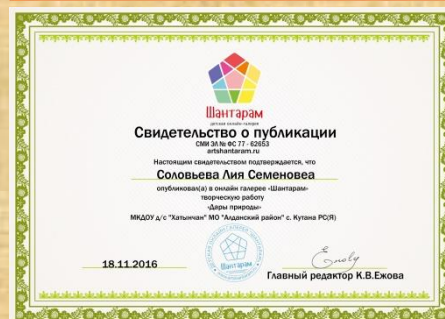 Шантарам
детская онлайн-галерея
Свидетельство о публикации
СМИ ЭЛ № ФС 77 - 62653
artshantaram.ru
Настоящим свидетельством подтверждается, что
Соловьева Лия Семеновеа
опубликовал(а) в онлайн галерее «Шантарам»
творческую работу
«Дары природы»
МКДОУ д/с "Хатынчан" МО "Алданский район" с. Кутана РС(Я)
18.11.2016
Шантарам
Главный редактор К.В.Ежова